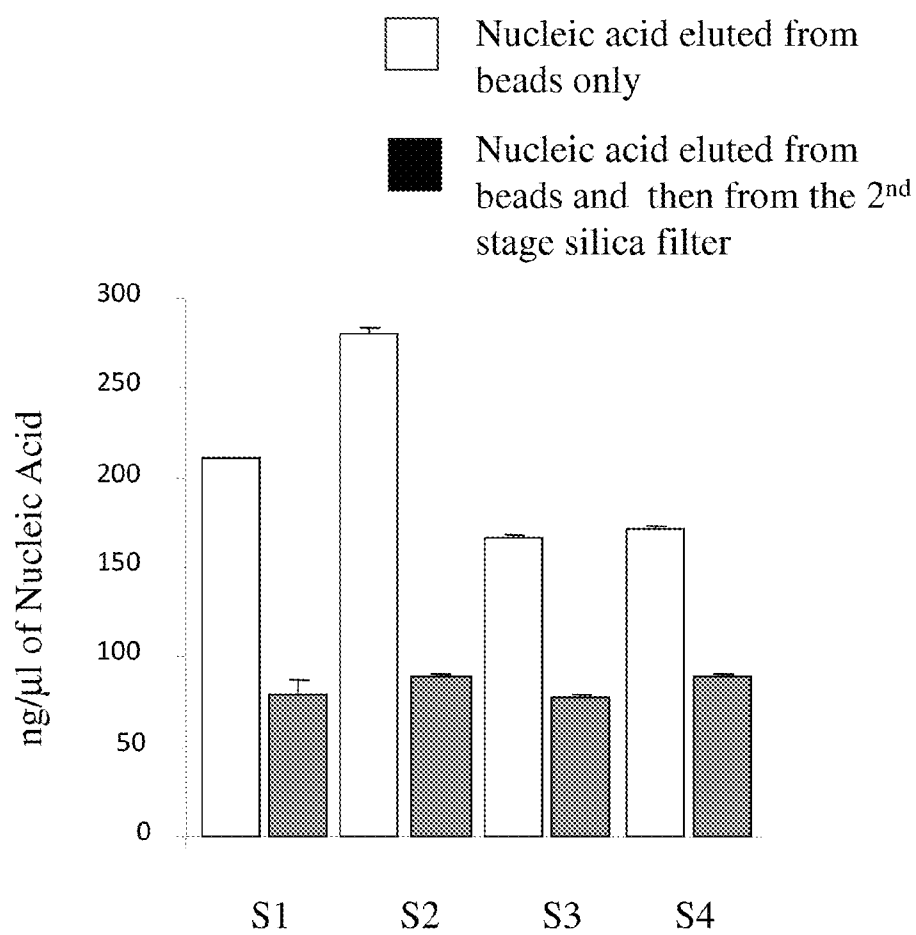 Nucleic acid eluted from
beads only
Nucleic acid eluted from
beads and then from the 2nd
stage silica filter
300
250
200
150
100
50
0
ng/µl of Nucleic Acid
S1 S2 S3 S4